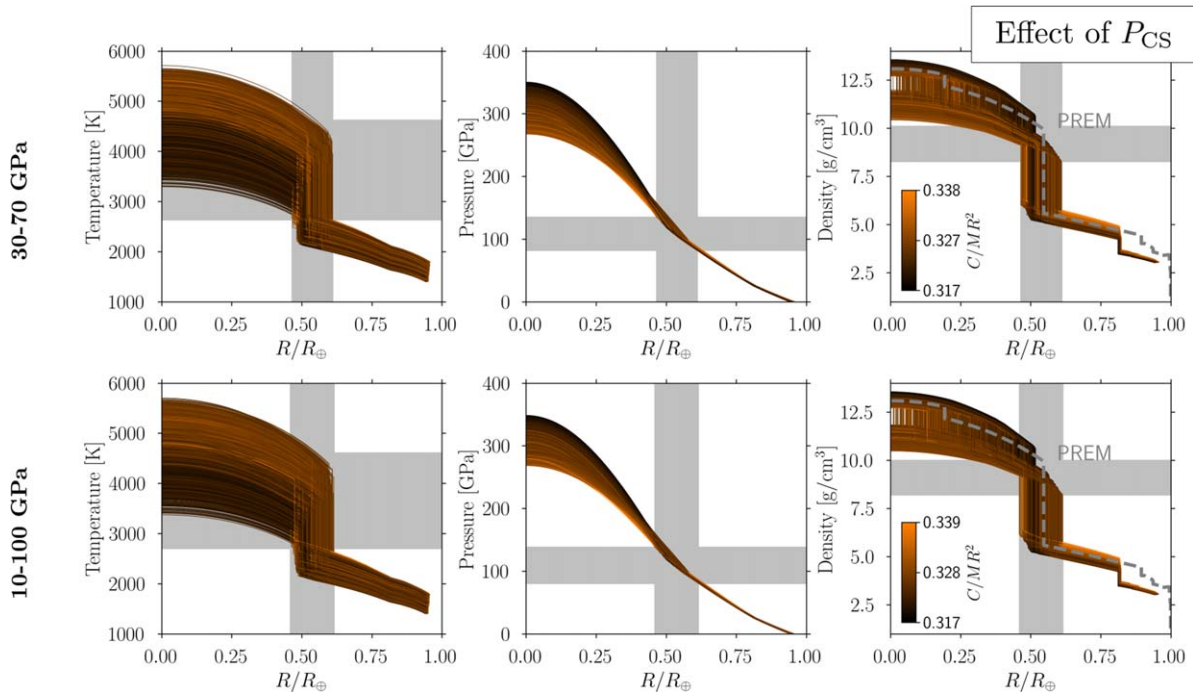 Effect of P_CS
30-70 GPa
Temperature [K]
6000
5000
4000
3000
2000
1000
0.00 0.25 0.50 0.75 1.00
R/R⊕
Pressure [GPa]
400
300
200
100
0
0.00 0.25 0.50 0.75 1.00
R/R⊕
Density [g/cm³]
12.5
10.0
7.5
5.0
2.5
PREM
0.338
0.327
0.317
C/MR²
0.00 0.25 0.50 0.75 1.00
R/R⊕
10-100 GPa
Temperature [K]
6000
5000
4000
3000
2000
1000
0.00 0.25 0.50 0.75 1.00
R/R⊕
Pressure [GPa]
400
300
200
100
0
0.00 0.25 0.50 0.75 1.00
R/R⊕
Density [g/cm³]
12.5
10.0
7.5
5.0
2.5
PREM
0.339
0.328
0.317
C/MR²
0.00 0.25 0.50 0.75 1.00
R/R⊕